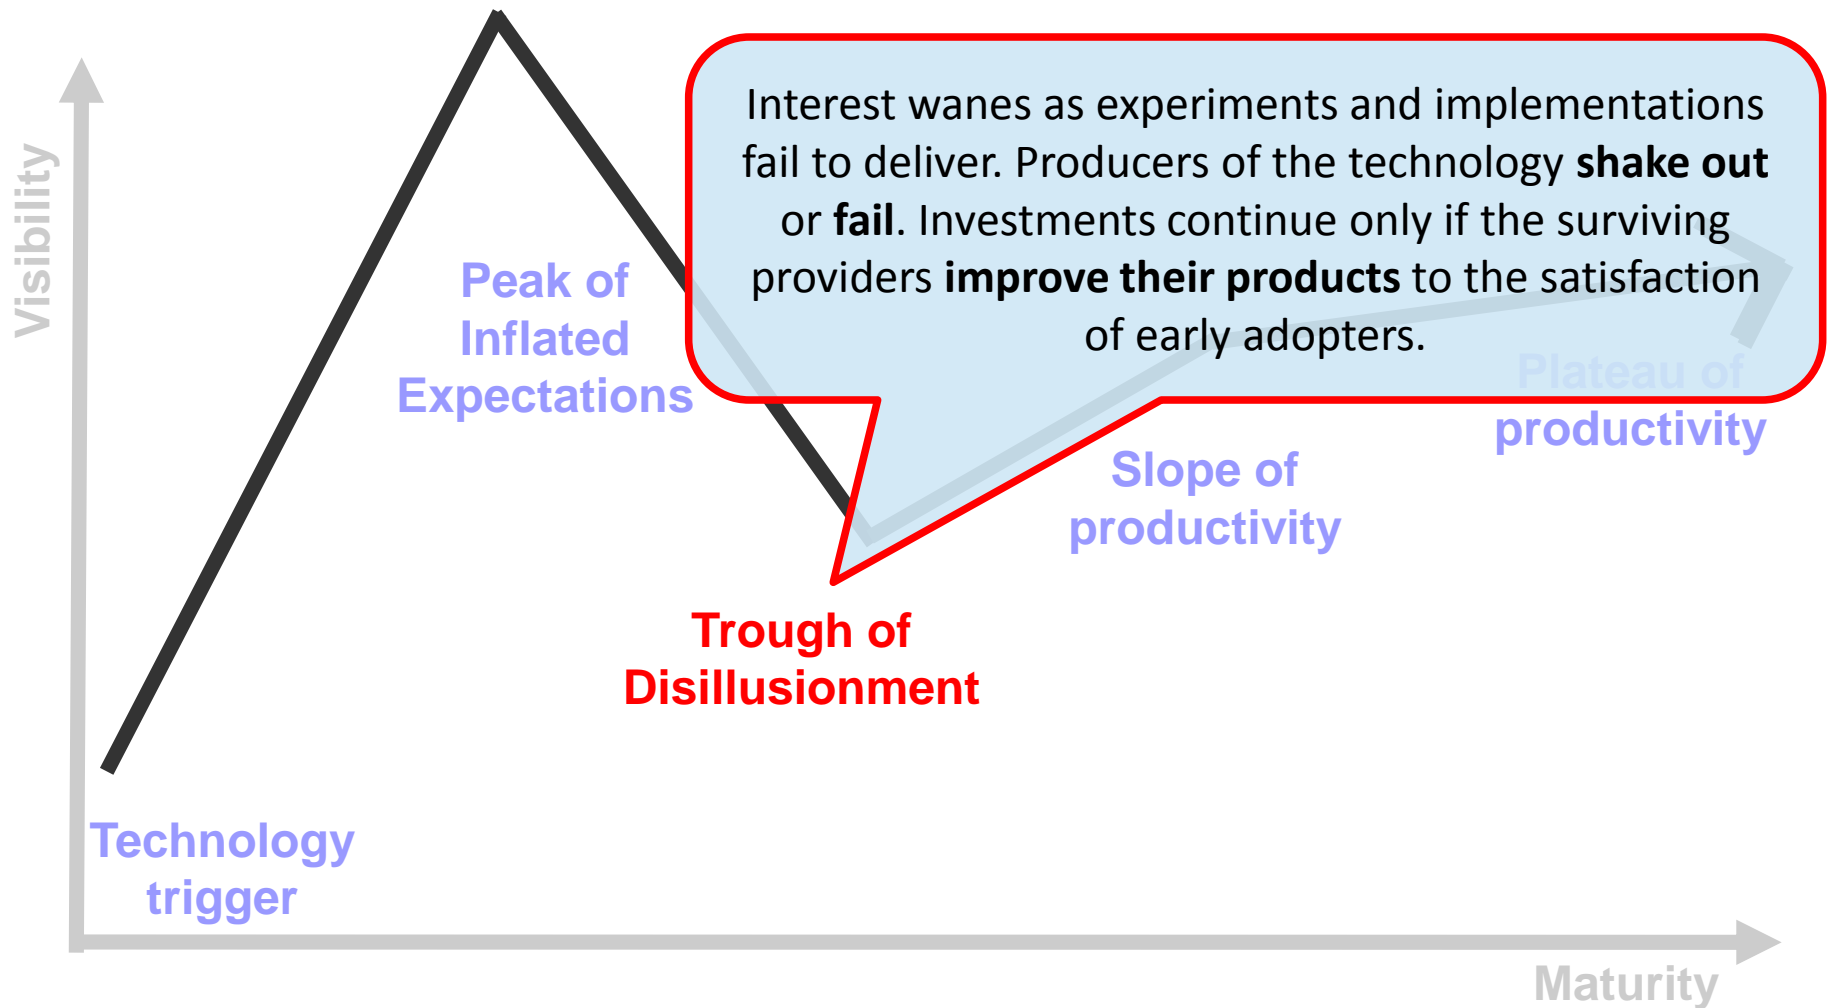 Visibility
Interest wanes as experiments and implementations
fail to deliver. Producers of the technology shake out
or fail. Investments continue only if the surviving
providers improve their products to the satisfaction
of early adopters.
Peak of
Inflated
Expectations
Plateau of
productivity
Slope of
productivity
Trough of
Disillusionment
Technology
trigger
Maturity